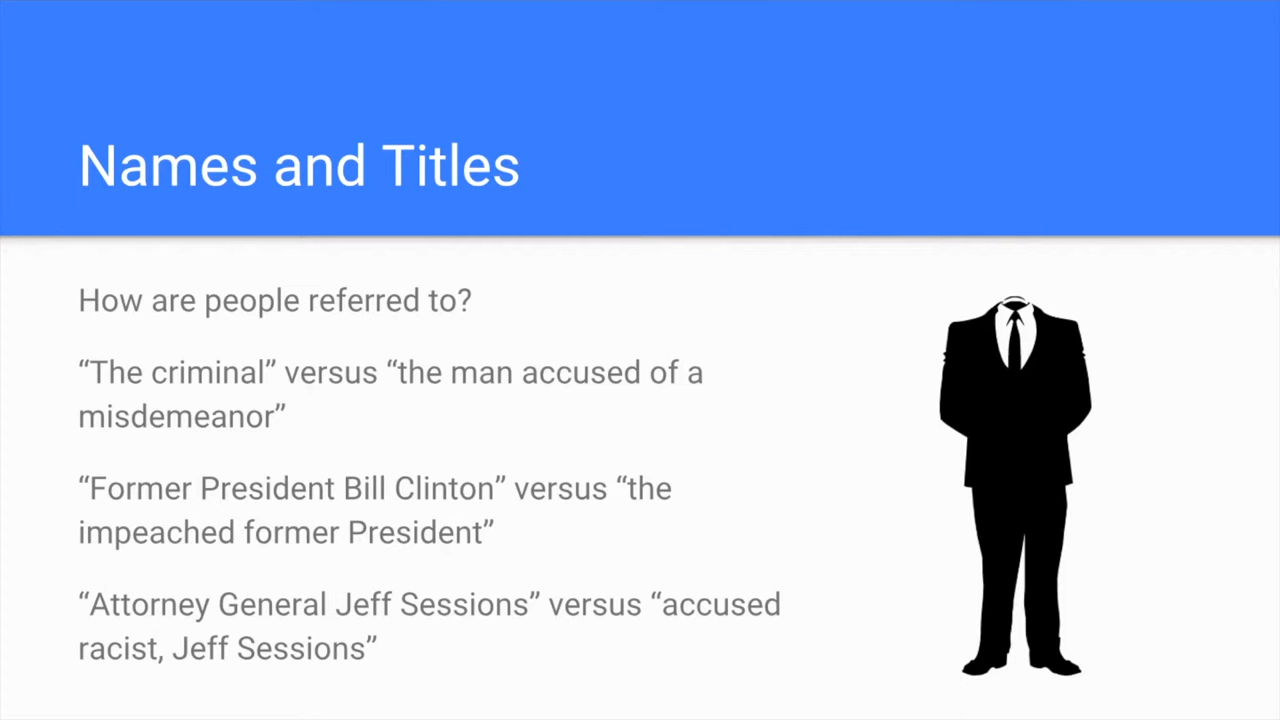 Names and Titles
How are people referred to?
“The criminal” versus “the man accused of a
misdemeanor”
“Former President Bill Clinton” versus “the
impeached former President”
“Attorney General Jeff Sessions” versus “accused
racist, Jeff Sessions”